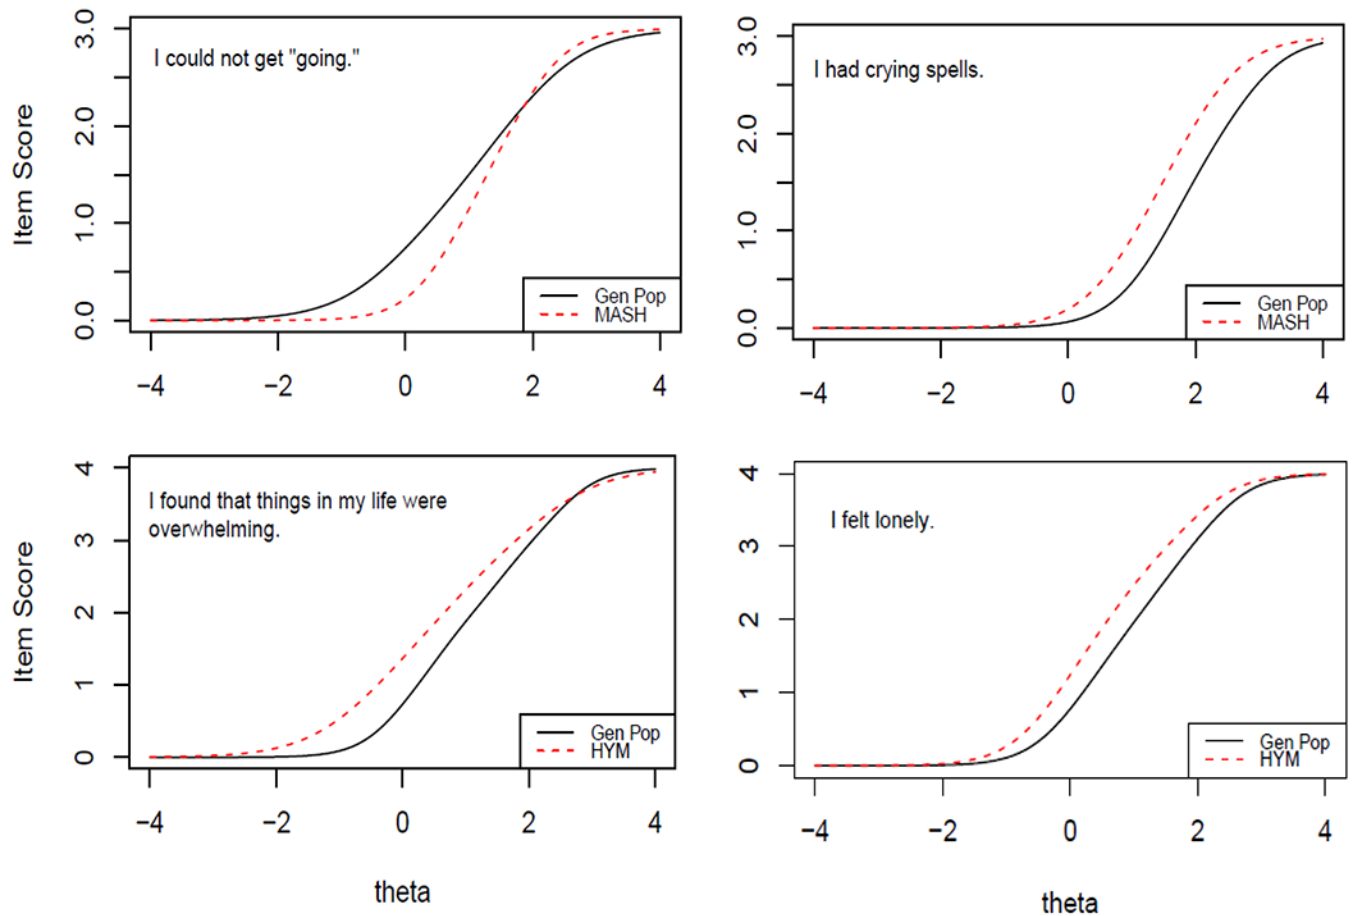 I could not get "going."
Item Score
3.0
2.0
1.0
0.0
Gen Pop
MASH
−4 −2 0 2 4
I had crying spells.
3.0
2.0
1.0
0.0
Gen Pop
MASH
−4 −2 0 2 4
I found that things in my life were
overwhelming.
Item Score
4
3
2
1
0
Gen Pop
HYM
−4 −2 0 2 4
theta
I felt lonely.
4
3
2
1
0
Gen Pop
HYM
−4 −2 0 2 4
theta